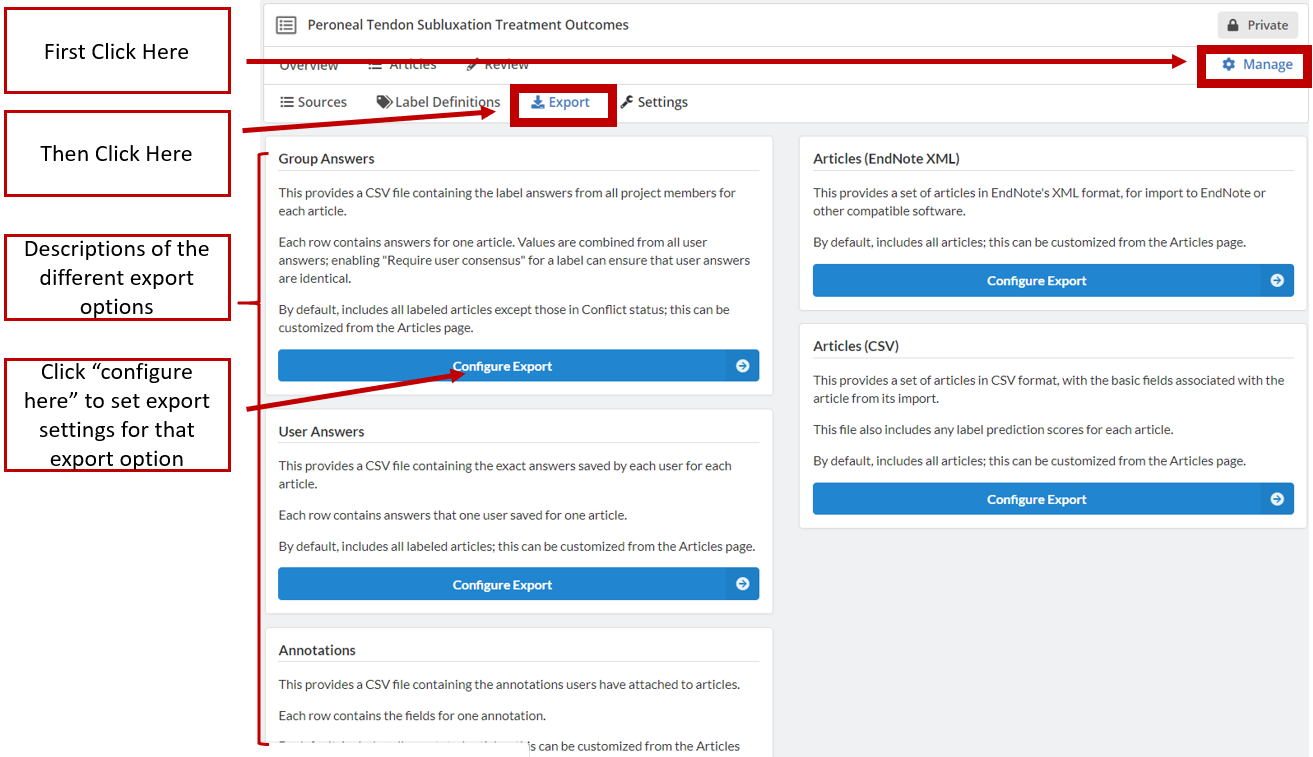 First Click Here
Then Click Here
Descriptions of the
different export
options
Click “configure
here” to set export
settings for that
export option
Peroneal Tendon Subluxation Treatment Outcomes
Private
Overview Articles Review
Manage
Sources Label Definitions Export Settings
Group Answers
This provides a CSV file containing the label answers from all project members for
each article.
Each row contains answers for one article. Values are combined from all user
answers; enabling "Require user consensus" for a label can ensure that user answers
are identical.
By default, includes all labeled articles except those in Conflict status; this can be
customized from the Articles page.
Configure Export
User Answers
This provides a CSV file containing the exact answers saved by each user for each
article.
Each row contains answers that one user saved for one article.
By default, includes all labeled articles; this can be customized from the Articles page.
Configure Export
Annotations
This provides a CSV file containing the annotations users have attached to articles.
Each row contains the fields for one annotation.
can be customized from the Articles
Articles (EndNote XML)
This provides a set of articles in EndNote's XML format, for import to EndNote or
other compatible software.
By default, includes all articles; this can be customized from the Articles page.
Configure Export
Articles (CSV)
This provides a set of articles in CSV format, with the basic fields associated with the
article from its import.
This file also includes any label prediction scores for each article.
By default, includes all articles; this can be customized from the Articles page.
Configure Export